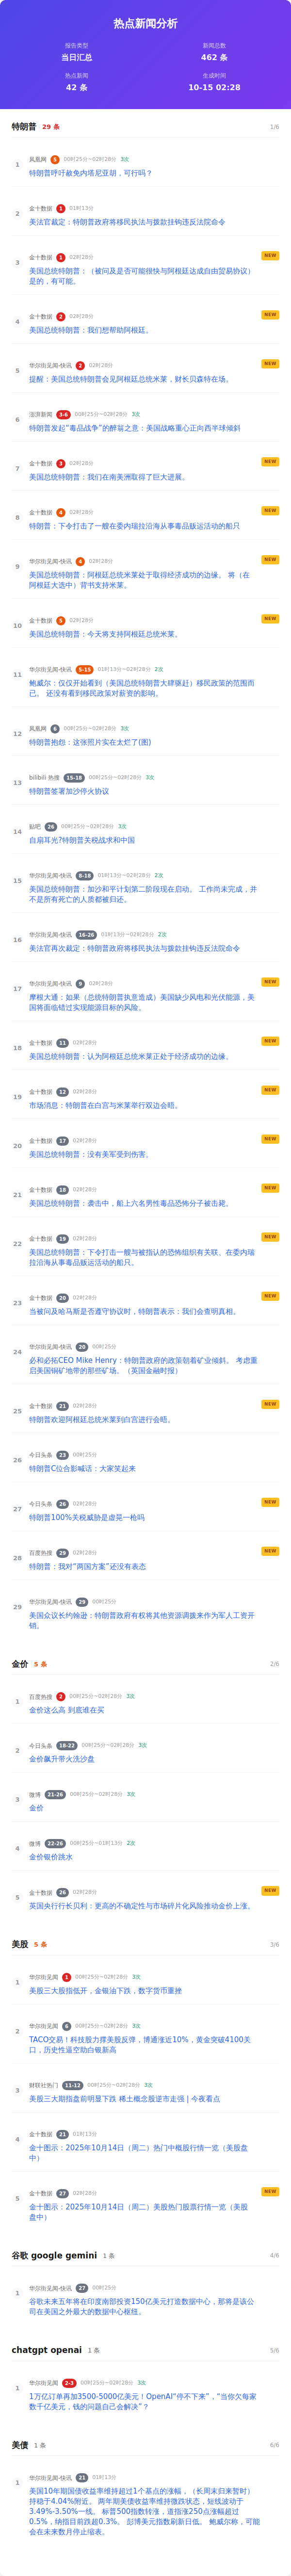 热点新闻分析
报告类型
新闻总数
当日汇总
462 条
热点新闻
生成时间
42 条
10-15 02:28
特朗普 29 条 1/6
1
凤凰网 5 00时25分~02时28分 3次
特朗普呼吁赦免内塔尼亚胡，可行吗？
2
金十数据 1 01时13分
美法官裁定：特朗普政府将移民执法与拨款挂钩违反法院命令
NEW
3
金十数据 1 02时28分
美国总统特朗普：（被问及是否可能很快与阿根廷达成自由贸易协议）
是的，有可能。
NEW
4
金十数据 2 02时28分
美国总统特朗普：我们想帮助阿根廷。
NEW
5
华尔街见闻-快讯 2 02时28分
提醒：美国总统特朗普会见阿根廷总统米莱，财长贝森特在场。
6
澎湃新闻 3-6 00时25分~02时28分 3次
特朗普发起“毒品战争”的醉翁之意：美国战略重心正向西半球倾斜
NEW
7
金十数据 3 02时28分
美国总统特朗普：我们在南美洲取得了巨大进展。
NEW
8
金十数据 4 02时28分
特朗普：下令打击了一艘在委内瑞拉沿海从事毒品贩运活动的船只
NEW
9
华尔街见闻-快讯 4 02时28分
美国总统特朗普：阿根廷总统米莱处于取得经济成功的边缘。 将（在
阿根廷大选中）背书支持米莱。
NEW
10
金十数据 5 02时28分
美国总统特朗普：今天将支持阿根廷总统米莱。
11
华尔街见闻-快讯 5-15 01时13分~02时28分 2次
鲍威尔：仅仅开始看到（美国总统特朗普大肆驱赶）移民政策的范围而
已。 还没有看到移民政策对薪资的影响。
12
凤凰网 6 00时25分~02时28分 3次
特朗普抱怨：这张照片实在太烂了(图)
13
bilibili 热搜 15-18 00时25分~02时28分 3次
特朗普签署加沙停火协议
14
贴吧 26 00时25分~02时28分 3次
自扇耳光?特朗普关税战求和中国
15
华尔街见闻-快讯 8-18 01时13分~02时28分 2次
美国总统特朗普：加沙和平计划第二阶段现在启动。 工作尚未完成，并
不是所有死亡的人质都被归还。
16
华尔街见闻-快讯 16-26 01时13分~02时28分 2次
美法官再次裁定：特朗普政府将移民执法与拨款挂钩违反法院命令
NEW
17
华尔街见闻-快讯 9 02时28分
摩根大通：如果（总统特朗普执意造成）美国缺少风电和光伏能源，美
国将面临错过实现能源目标的风险。
NEW
18
金十数据 11 02时28分
美国总统特朗普：认为阿根廷总统米莱正处于经济成功的边缘。
NEW
19
金十数据 12 02时28分
市场消息：特朗普在白宫与米莱举行双边会晤。
NEW
20
金十数据 17 02时28分
美国总统特朗普：没有美军受到伤害。
NEW
21
金十数据 18 02时28分
美国总统特朗普：袭击中，船上六名男性毒品恐怖分子被击毙。
NEW
22
金十数据 19 02时28分
美国总统特朗普：下令打击一艘与被指认的恐怖组织有关联、在委内瑞
拉沿海从事毒品贩运活动的船只。
NEW
23
金十数据 20 02时28分
当被问及哈马斯是否遵守协议时，特朗普表示：我们会查明真相。
24
华尔街见闻-快讯 20 00时25分
必和必拓CEO Mike Henry：特朗普政府的政策朝着矿业倾斜。 考虑重
启美国铜矿地带的那些矿场。（英国金融时报）
NEW
25
金十数据 21 02时28分
特朗普欢迎阿根廷总统米莱到白宫进行会晤。
26
今日头条 23 00时25分
特朗普C位合影喊话：大家笑起来
NEW
27
今日头条 26 02时28分
特朗普100%关税威胁是虚晃一枪吗
NEW
28
百度热搜 29 02时28分
特朗普：我对“两国方案”还没有表态
29
华尔街见闻-快讯 29 00时25分
美国众议长约翰逊：特朗普政府有权将其他资源调拨来作为军人工资开
销。
金价 5 条 2/6
1
百度热搜 2 00时25分~02时28分 3次
金价这么高 到底谁在买
2
今日头条 18-22 00时25分~02时28分 3次
金价飙升带火洗沙盘
3
微博 21-26 00时25分~02时28分 3次
金价
4
微博 22-26 00时25分~01时13分 2次
金价银价跳水
NEW
5
金十数据 26 02时28分
英国央行行长贝利：更高的不确定性与市场碎片化风险推动金价上涨。
美股 5 条 3/6
1
华尔街见闻 1 00时25分~02时28分 3次
美股三大股指低开，金银油下跌，数字货币重挫
2
华尔街见闻 6 00时25分~02时28分 3次
TACO交易！科技股力撑美股反弹，博通涨近10%，黄金突破4100关
口，历史性逼空助白银新高
3
财联社热门 11-12 00时25分~02时28分 3次
美股三大期指盘前明显下跌 稀土概念股逆市走强 | 今夜看点
4
金十数据 21 01时13分
金十图示：2025年10月14日（周二）热门中概股行情一览（美股盘
中）
NEW
5
金十数据 27 02时28分
金十图示：2025年10月14日（周二）美股热门股票行情一览（美股
盘中）
谷歌 google gemini 1 条 4/6
1
华尔街见闻-快讯 27 00时25分
谷歌未来五年将在印度南部投资150亿美元打造数据中心，那将是该公
司在美国之外最大的数据中心枢纽。
chatgpt openai 1 条 5/6
1
华尔街见闻 2-3 00时25分~02时28分 3次
1万亿订单再加3500-5000亿美元！OpenAI“停不下来”，“当你欠每家
数千亿美元，钱的问题自己会解决”？
美债 1 条 6/6
1
华尔街见闻-快讯 21 01时13分
美国10年期国债收益率维持超过1个基点的涨幅，（长周末归来暂时）
持稳于4.04%附近。 两年期美债收益率维持微跌状态，短线波动于
3.49%-3.50%一线。 标普500指数转涨，道指涨250点涨幅超过
0.5%，纳指目前跌超0.3%。 彭博美元指数刷新日低。 鲍威尔称，可能
会在未来数月停止缩表。